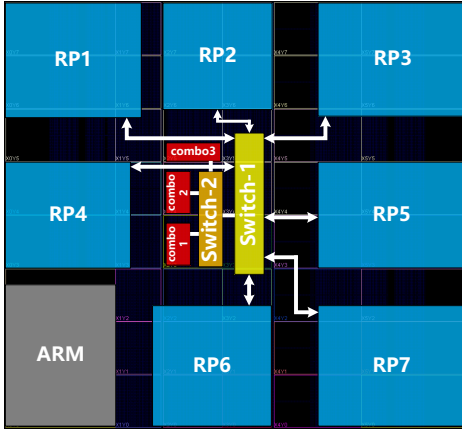 RP1
RP2
RP3
combo3
RP4
combo
2
combo
1
Switch-2
Switch-1
RP5
ARM
RP6
RP7